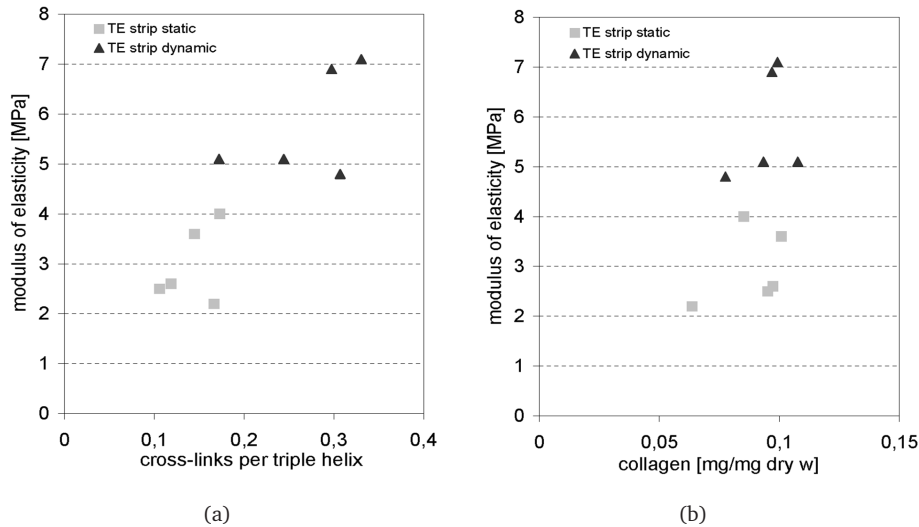 TE strip static
TE strip dynamic
8
7
6
5
4
3
2
1
0
modulus of elasticity [MPa]
0
0,1
0,2
0,3
0,4
cross-links per triple helix
(a)
TE strip static
TE strip dynamic
8
7
6
5
4
3
2
1
0
modulus of elasticity [MPa]
0
0,05
0,1
0,15
collagen [mg/mg dry w]
(b)